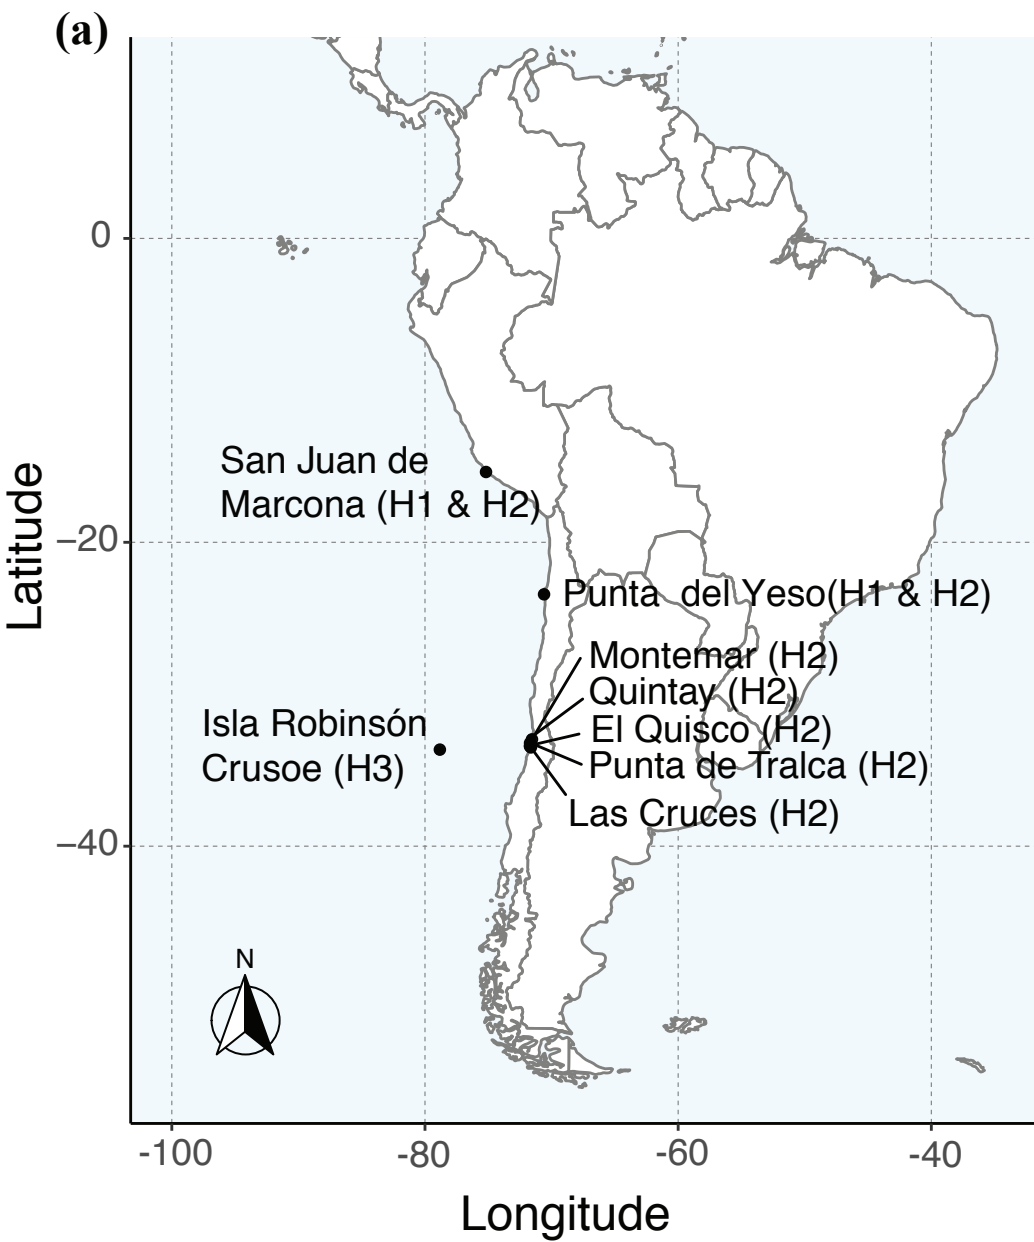 (a)
0
San Juan de
Marcona (H1 & H2)
−20
Punta  del Yeso(H1 & H2)
Montemar (H2)
Quintay (H2)
Isla Robinsón
El Quisco (H2)
Crusoe (H3)
Punta de Tralca (H2)
Las Cruces (H2)
−40
Latitude
N
-100 -80 -60 -40
Longitude